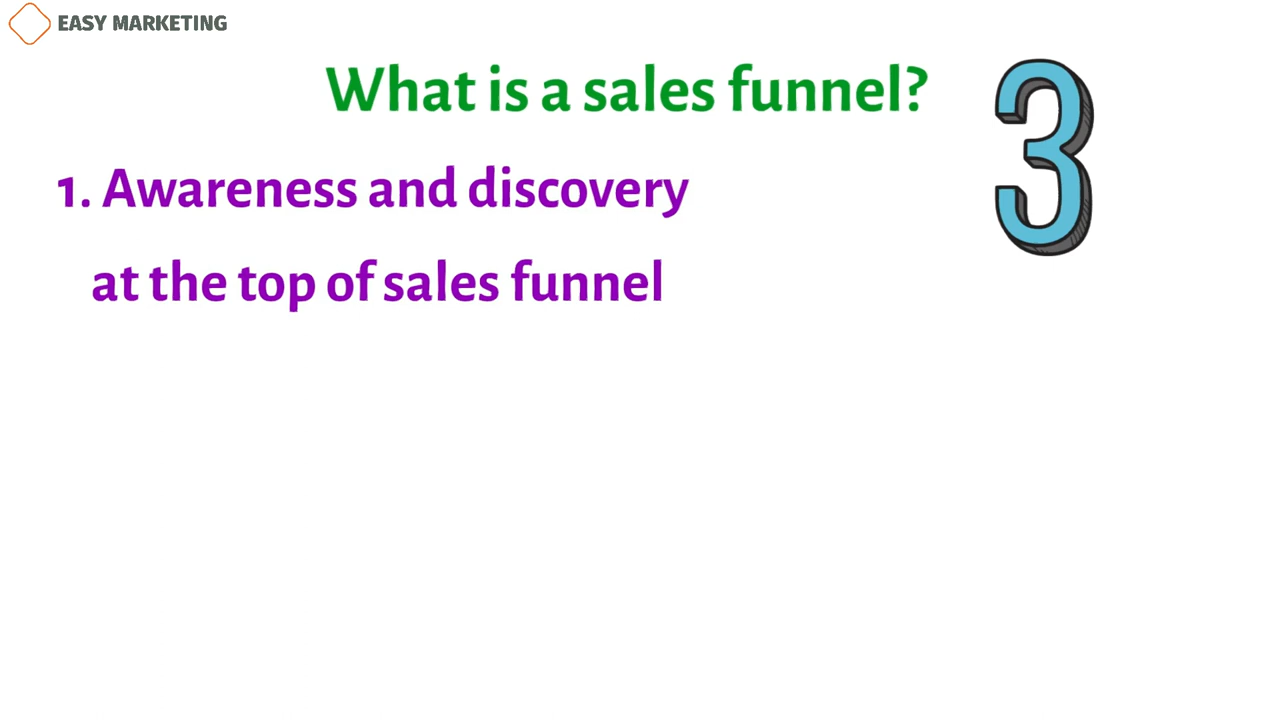 EASY MARKETING
What is a sales funnel?
3
1. Awareness and discovery
at the top of sales funnel